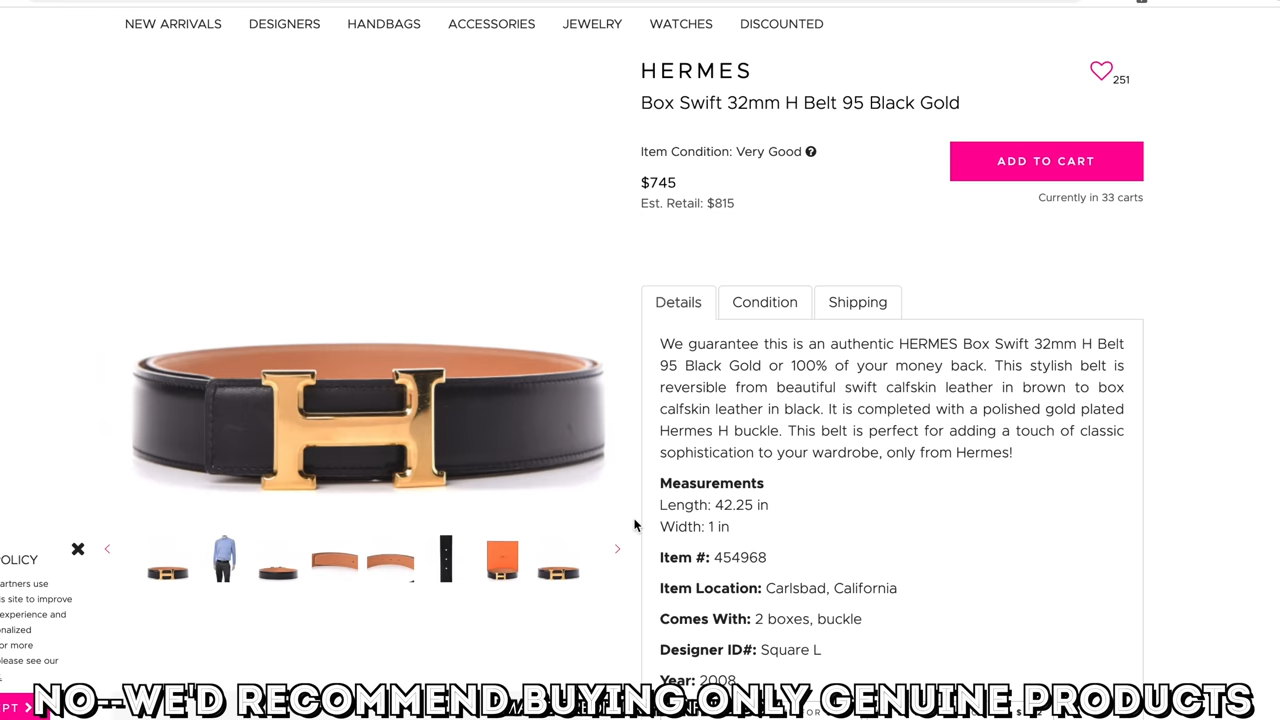 NEW ARRIVALS DESIGNERS HANDBAGS ACCESSORIES JEWELRY WATCHES DISCOUNTED
HERMES
251
Box Swift 32mm H Belt 95 Black Gold
Item Condition: Very Good
ADD TO CART
$745
Currently in 33 carts
Est. Retail: $815
Details Condition Shipping
We guarantee this is an authentic HERMES Box Swift 32mm H Belt
95 Black Gold or 100% of your money back. This stylish belt is
reversible from beautiful swift calfskin leather in brown to box
calfskin leather in black. It is completed with a polished gold plated
Hermes H buckle. This belt is perfect for adding a touch of classic
sophistication to your wardrobe, only from Hermes!
Measurements
Length: 42.25 in
Width: 1 in
Item #: 454968
Item Location: Carlsbad, California
Comes With: 2 boxes, buckle
Designer ID#: Square L
Year: 2008
OLICY
artners use
is site to improve
experience and
onalized
or more
please see our
PT
NO--WE'D RECOMMEND BUYING ONLY GENUINE PRODUCTS